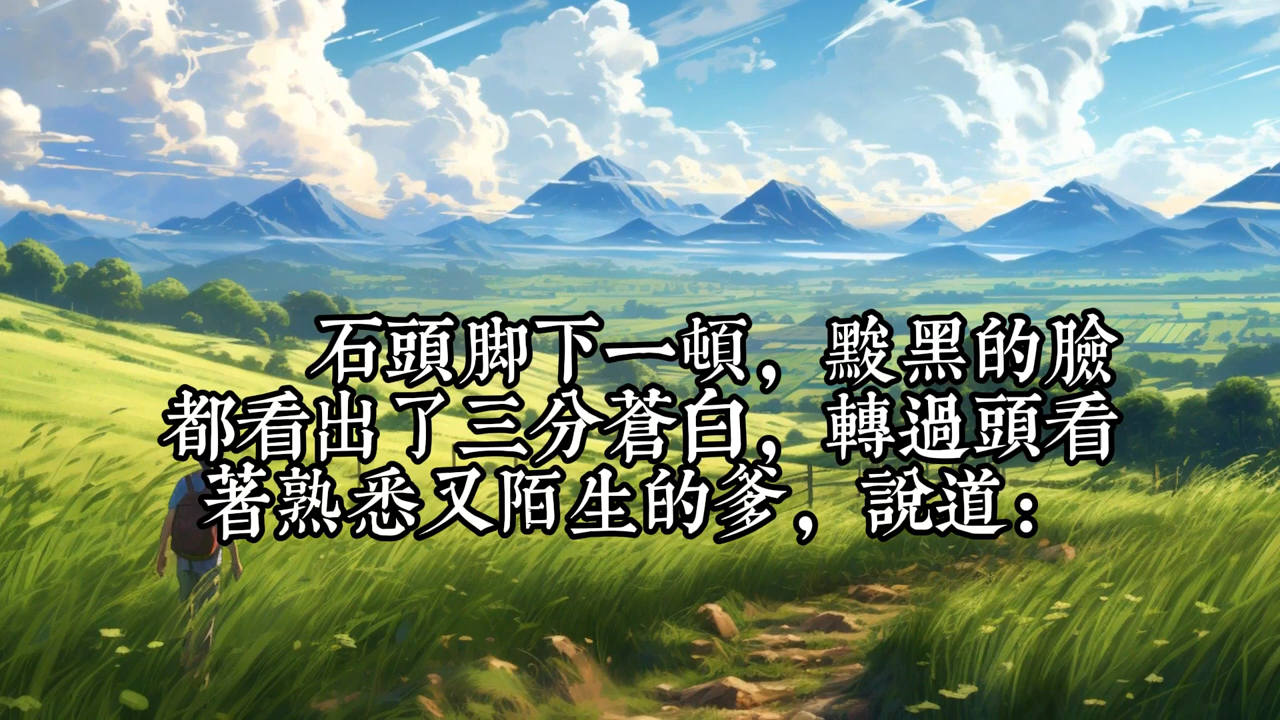 石頭脚下一頓，黢黑的臉
都看出了三分蒼白，轉過頭看
著熟悉又陌生的爹，說道：